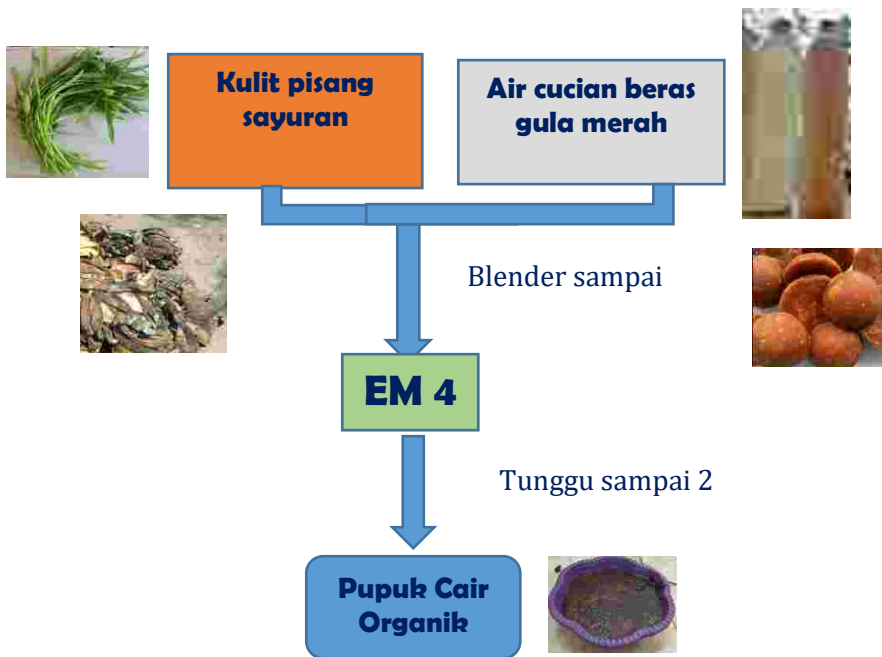 Kulit pisang
sayuran
Air cucian beras
gula merah
Blender sampai
EM 4
Tunggu sampai 2
Pupuk Cair
Organik